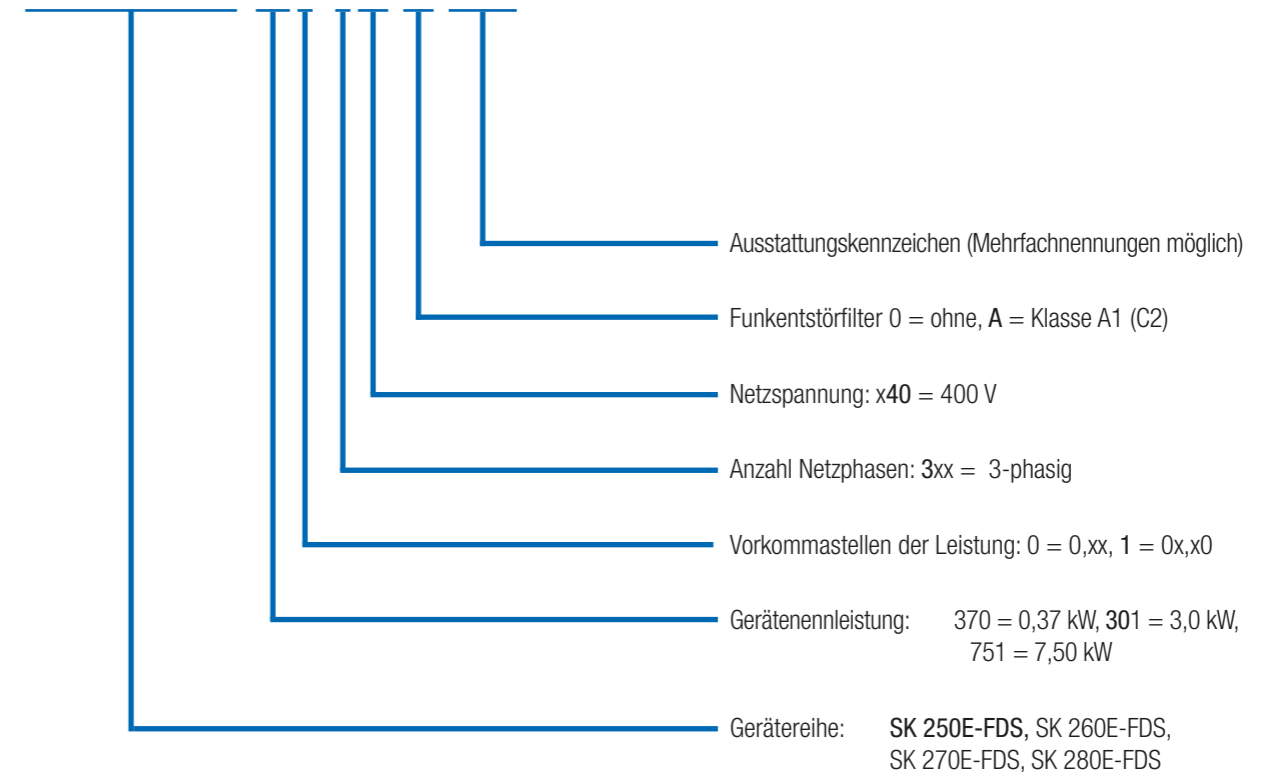 Ausstattungskennzeichen (Mehrfachnennungen möglich)
Funkentstörfilter 0 = ohne, A = Klasse A1 (C2)
Netzspannung: x40 = 400 V
Anzahl Netzphasen: 3xx = 3-phasig
Vorkommastellen der Leistung: 0 = 0,xx, 1 = 0x,x0
Gerätenennleistung: 370 = 0,37 kW, 301 = 3,0 kW,
751 = 7,50 kW
Gerätereihe: SK 250E-FDS, SK 260E-FDS,
SK 270E-FDS, SK 280E-FDS